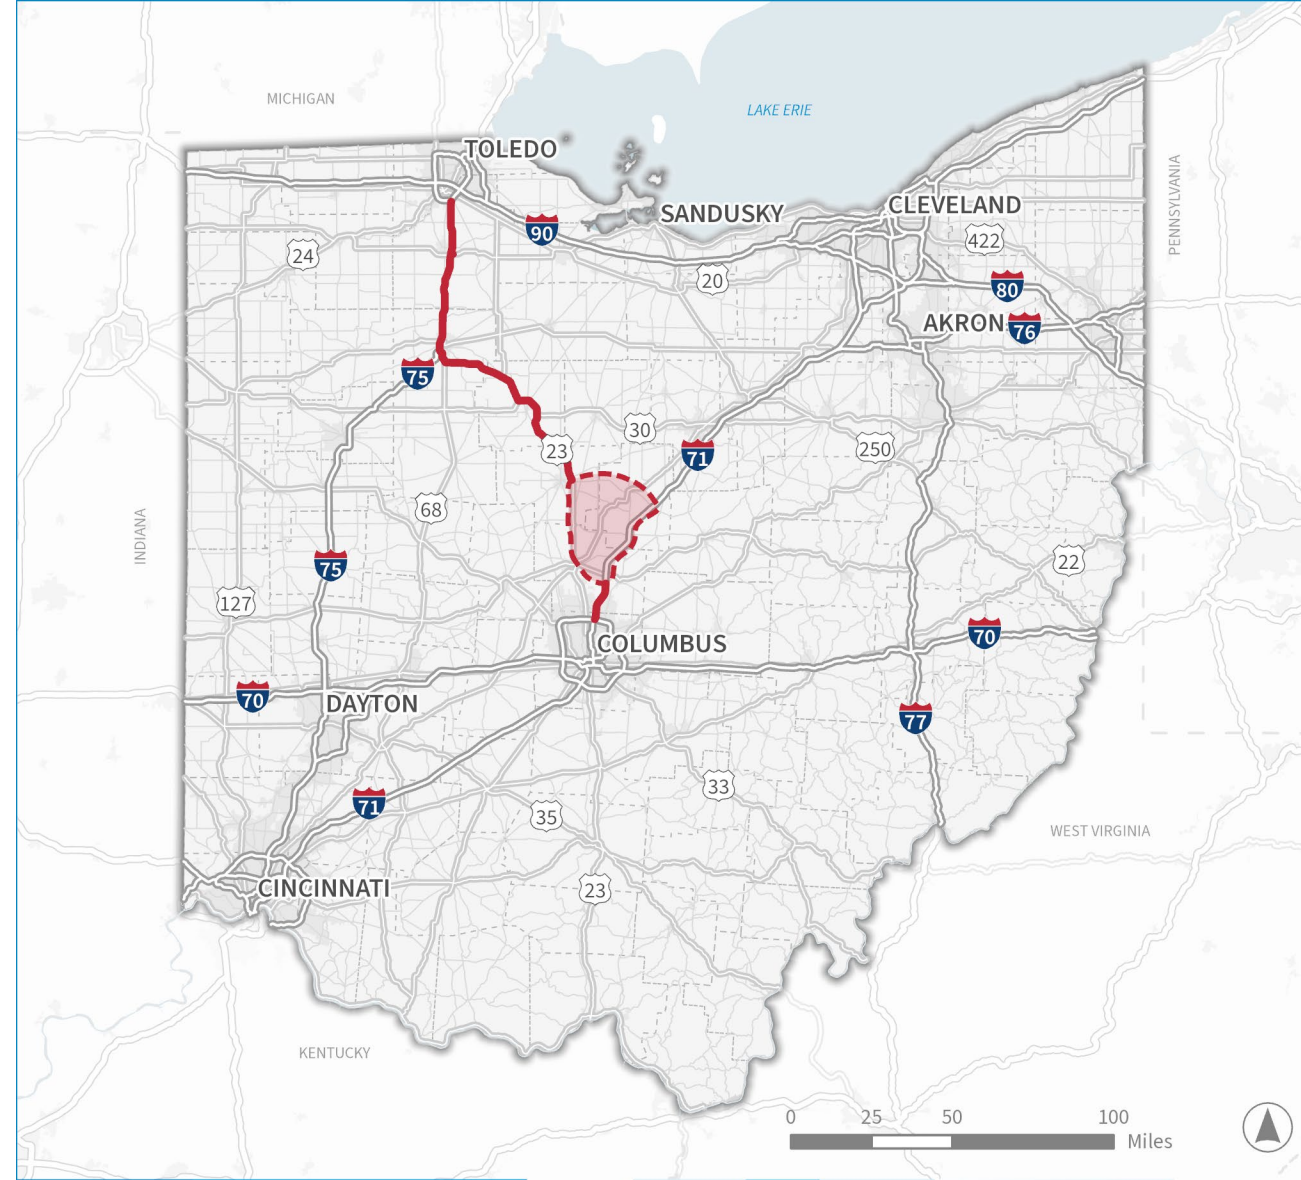 MICHIGAN
LAKE ERIE
TOLEDO
PENNSYLVANIA
CLEVELAND
SANDUSKY
90
422
24
20
80
AKRON
76
75
30
23
250
71
68
INDIANA
75
22
127
70
COLUMBUS
70
DAYTON
77
33
71
35
WEST VIRGINIA
CINCINNATI
23
KENTUCKY
0 25 50 100
Miles